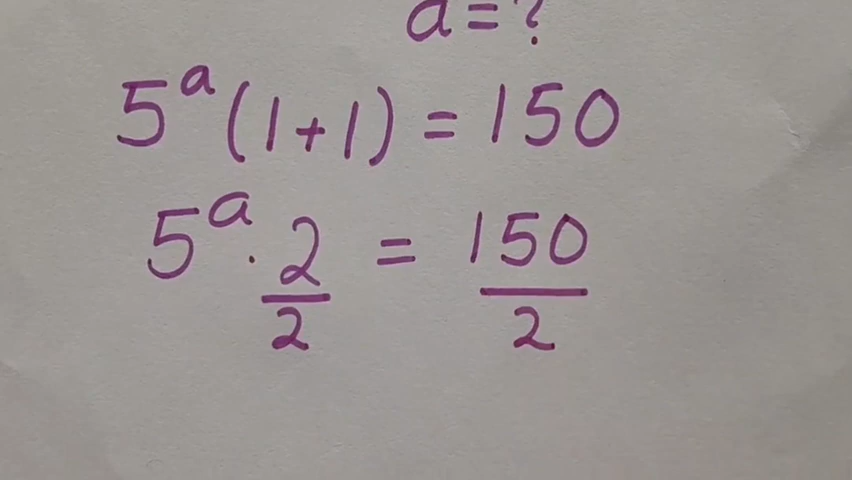 a = ?
5^a (1+1) = 150
5^a · 2/2 = 150/2